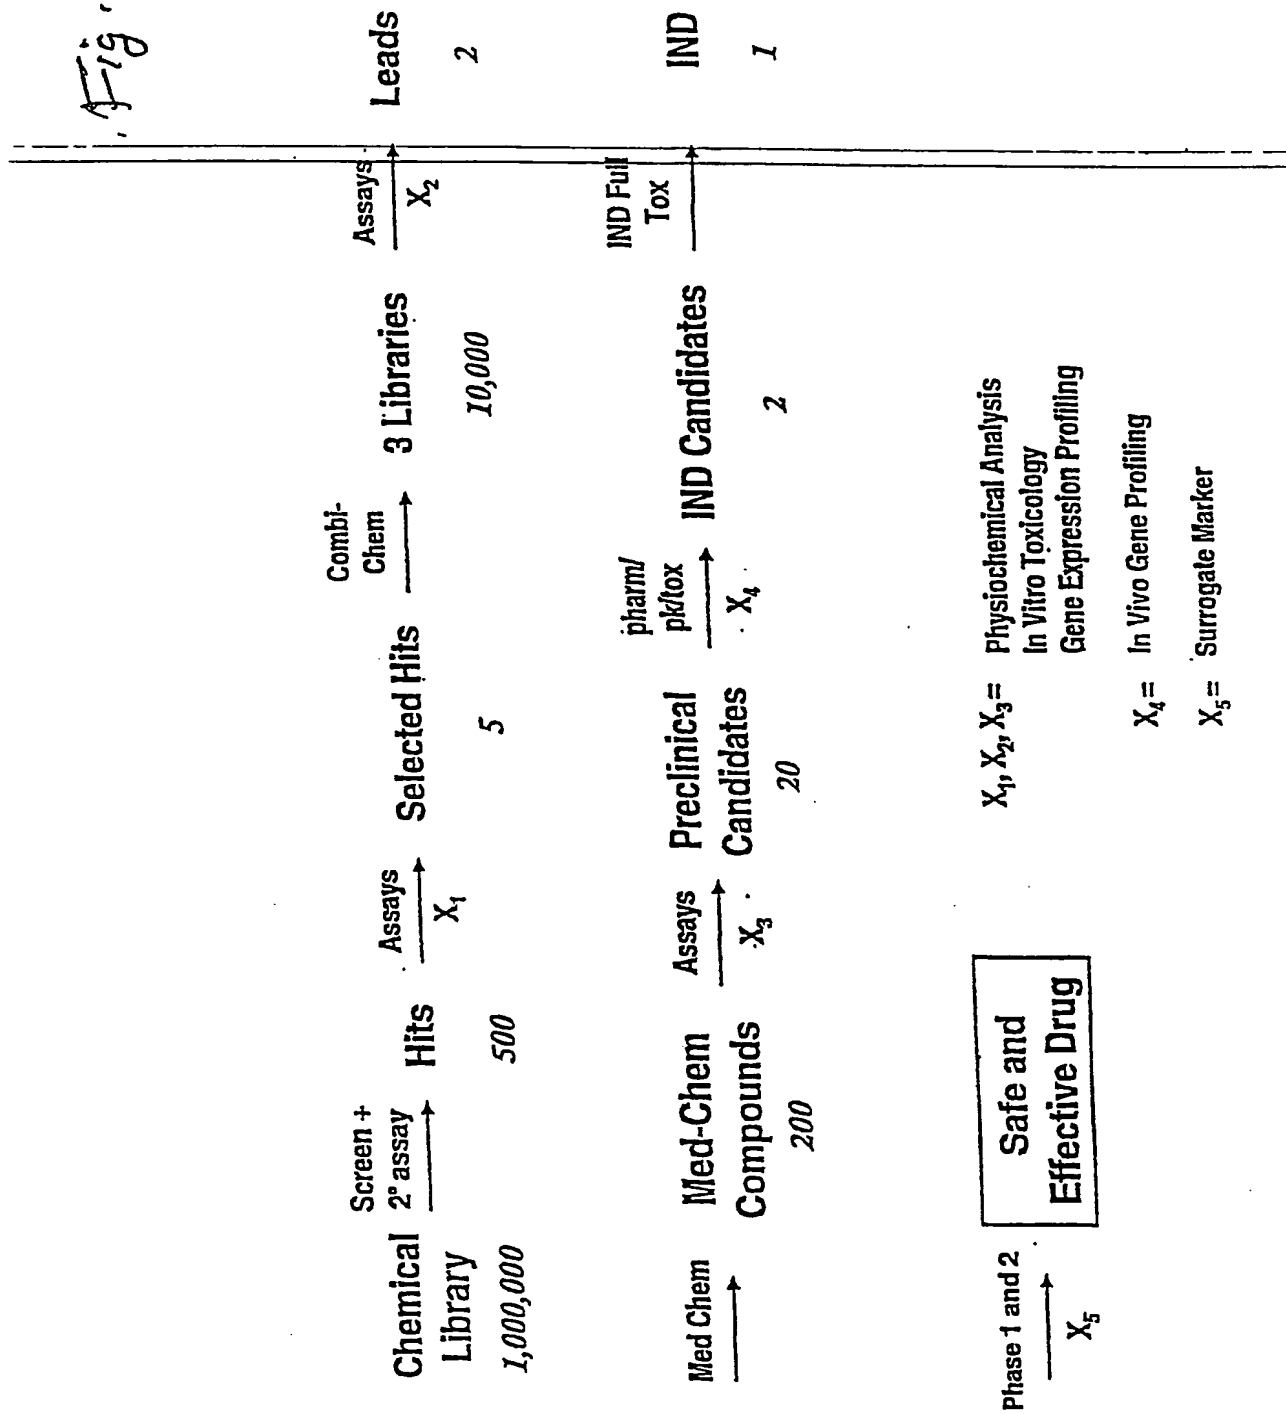 Fig.
Screen +
2° assay
Chemical
Library
1,000,000
Hits
500
Assays
X₁
Selected Hits
5
Combi-
Chem
3 Libraries
10,000
Assays
X₂
Leads
2
Med Chem
Med-Chem
Compounds
200
Assays
X₃
Preclinical
Candidates
20
pharm/
pk/tox
X₄
IND Candidates
2
IND Full
Tox
IND
1
Phase 1 and 2
X₅
Safe and
Effective Drug
X₁, X₂, X₃ = Physiochemical Analysis
In Vitro Toxicology
Gene Expression Profiling
X₄ = In Vivo Gene Profiling
X₅ = Surrogate Marker